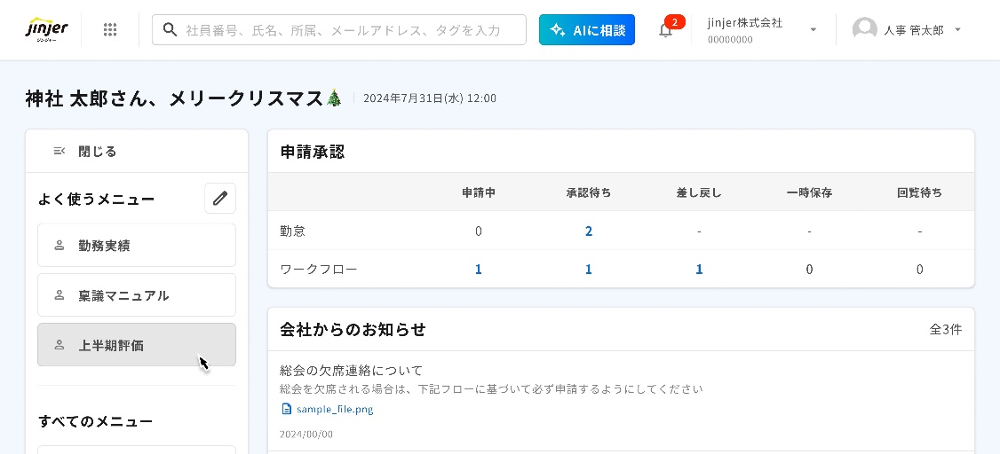 jinjer
ジンジャー
社員番号、氏名、所属、メールアドレス、タグを入力
AIに相談
2
jinjer株式会社
00000000
人事 管太郎
神社 太郎さん、メリークリスマス🎄
2024年7月31日(水) 12:00
閉じる
よく使うメニュー
勤務実績
稟議マニュアル
上半期評価
すべてのメニュー
申請承認
申請中 承認待ち 差し戻し 一時保存 回覧待ち
勤怠 0 2 - - -
ワークフロー 1 1 1 0 0
会社からのお知らせ
全3件
総会の欠席連絡について
総会を欠席される場合は、下記フローに基づいて必ず申請するようにしてください
sample_file.png
2024/00/00